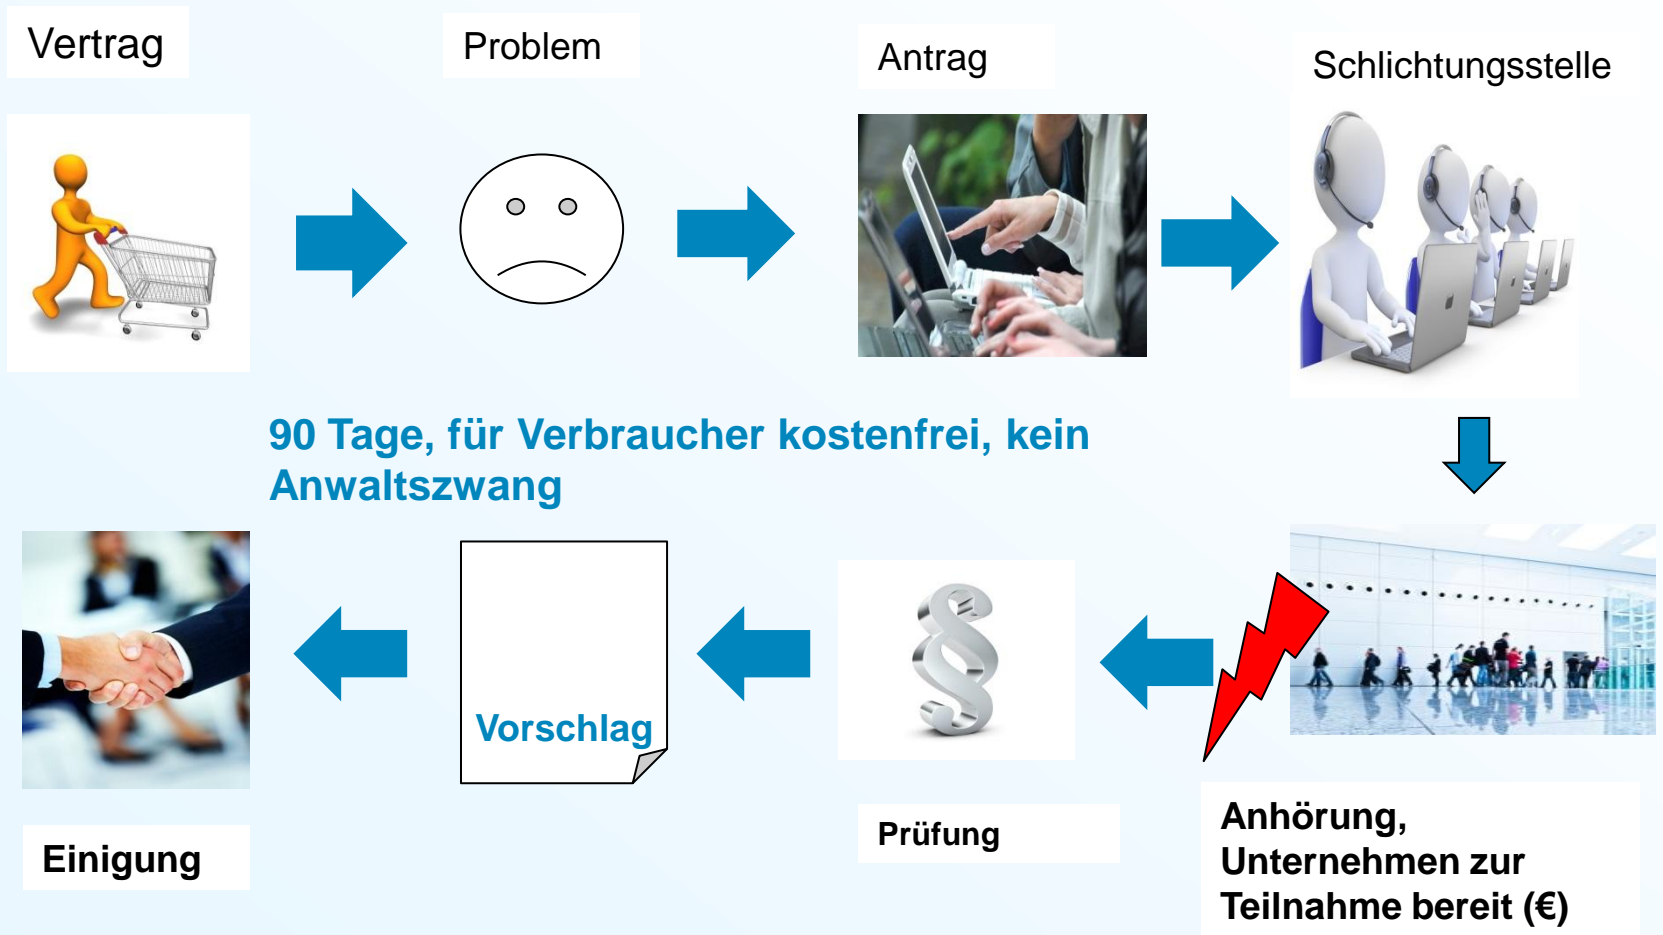 Vertrag
Problem
Antrag
Schlichtungsstelle
90 Tage, für Verbraucher kostenfrei, kein
Anwaltszwang
Vorschlag
Einigung
Prüfung
Anhörung,
Unternehmen zur
Teilnahme bereit (€)